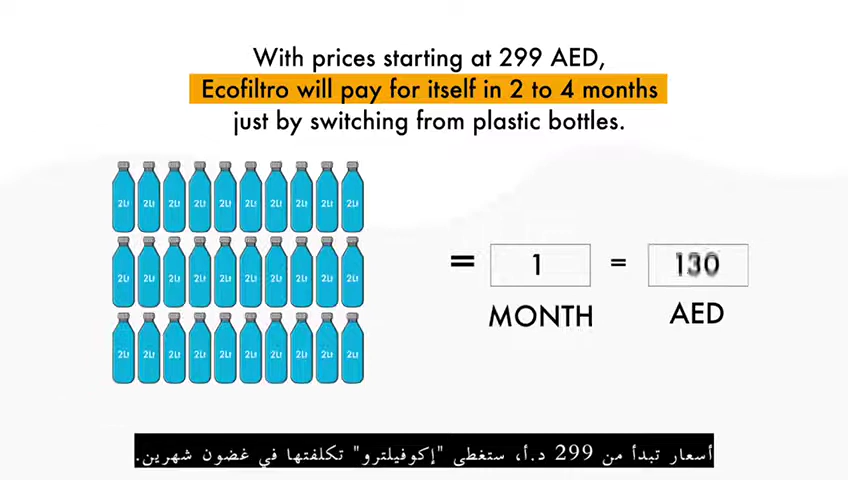 With prices starting at 299 AED,
Ecofiltro will pay for itself in 2 to 4 months
just by switching from plastic bottles.
2Lt 2Lt 2Lt 2Lt 2Lt 2Lt 2Lt 2Lt 2Lt 2Lt
2Lt 2Lt 2Lt 2Lt 2Lt 2Lt 2Lt 2Lt 2Lt 2Lt
2Lt 2Lt 2Lt 2Lt 2Lt 2Lt 2Lt 2Lt 2Lt 2Lt
= 1 = 130
MONTH AED
أسعار تبدأ من 299 د.أ، ستغطي "إكوفيلترو" تكلفتها في غضون شهرين.